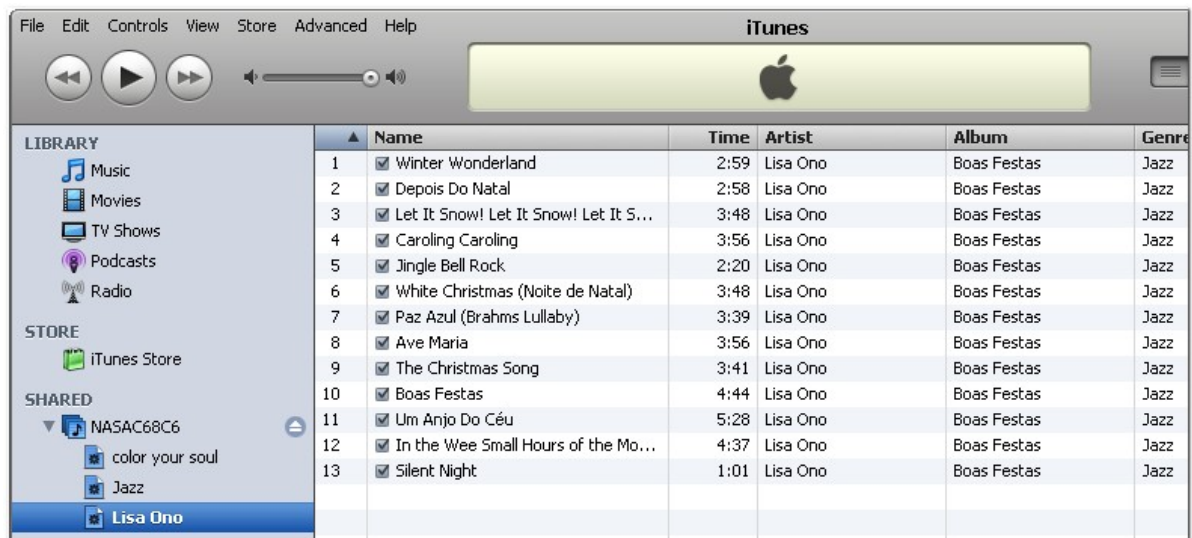 File Edit Controls View Store Advanced Help
iTunes
LIBRARY
Music
Movies
TV Shows
Podcasts
Radio
STORE
iTunes Store
SHARED
NASAC68C6
color your soul
Jazz
Lisa Ono
Name Time Artist Album Genre
1 Winter Wonderland 2:59 Lisa Ono Boas Festas Jazz
2 Depois Do Natal 2:58 Lisa Ono Boas Festas Jazz
3 Let It Snow! Let It Snow! Let It S... 3:48 Lisa Ono Boas Festas Jazz
4 Caroling Caroling 3:56 Lisa Ono Boas Festas Jazz
5 Jingle Bell Rock 2:20 Lisa Ono Boas Festas Jazz
6 White Christmas (Noite de Natal) 3:48 Lisa Ono Boas Festas Jazz
7 Paz Azul (Brahms Lullaby) 3:39 Lisa Ono Boas Festas Jazz
8 Ave Maria 3:56 Lisa Ono Boas Festas Jazz
9 The Christmas Song 3:41 Lisa Ono Boas Festas Jazz
10 Boas Festas 4:44 Lisa Ono Boas Festas Jazz
11 Um Anjo Do Céu 5:28 Lisa Ono Boas Festas Jazz
12 In the Wee Small Hours of the Mo... 4:37 Lisa Ono Boas Festas Jazz
13 Silent Night 1:01 Lisa Ono Boas Festas Jazz